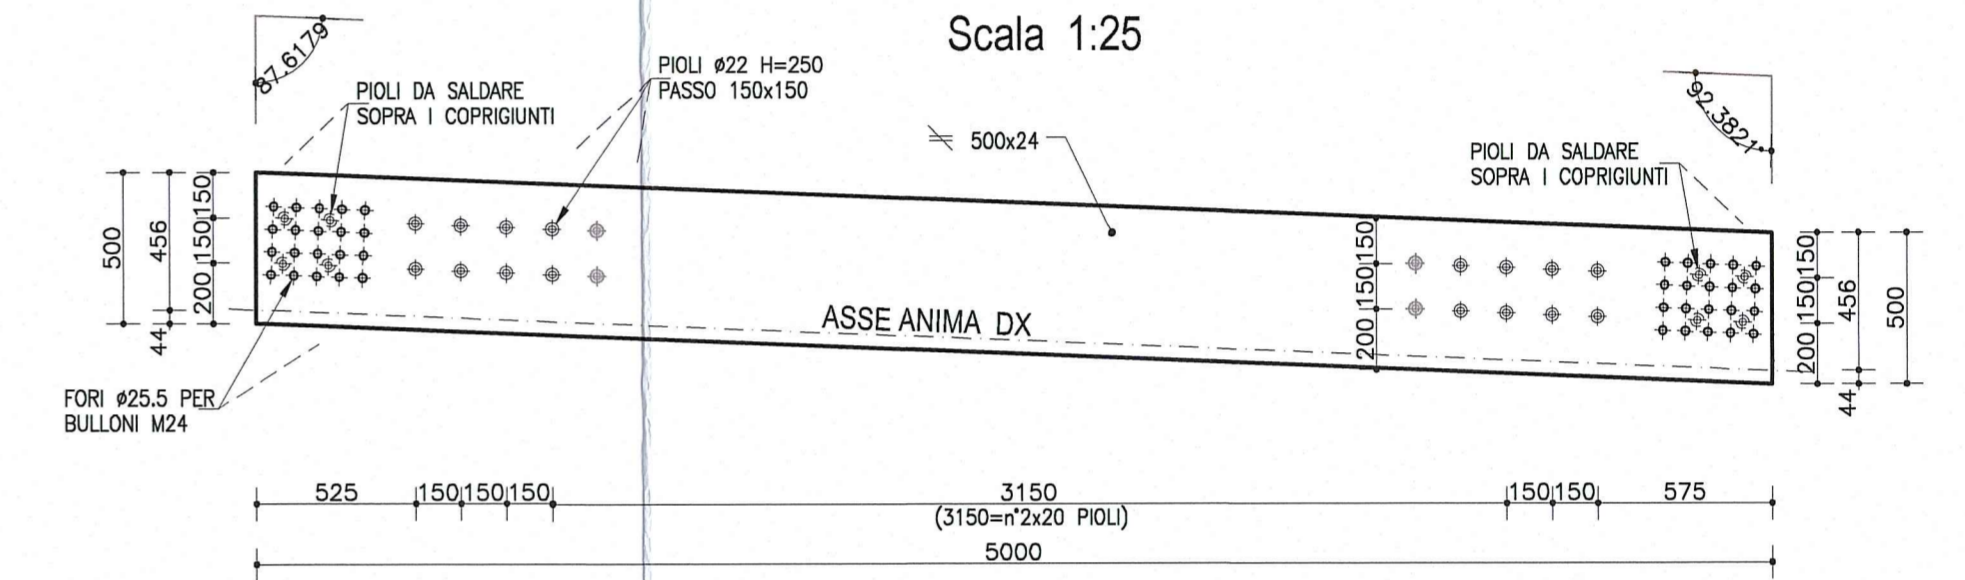 Scala 1:25
87.6179
PIOLI DA SALDARE
SOPRA I COPRIGIUNTI
PIOLI ø22 H=250
PASSO 150x150
500x24
92.3821°
PIOLI DA SALDARE
SOPRA I COPRIGIUNTI
500
456
44
150
150
200
ASSE ANIMA DX
150
150
200
150
150
200
456
44
500
FORI ø25.5 PER
BULLONI M24
525
150
150
150
3150
(3150=n°2x20 PIOLI)
150
150
575
5000